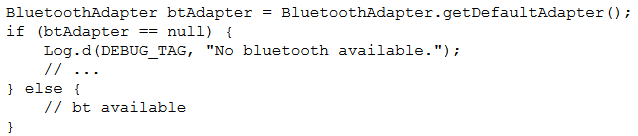 BluetoothAdapter btAdapter = BluetoothAdapter.getDefaultAdapter();
if (btAdapter == null) {
    Log.d(DEBUG_TAG, "No bluetooth available.");
    // ...
} else {
    // bt available
}